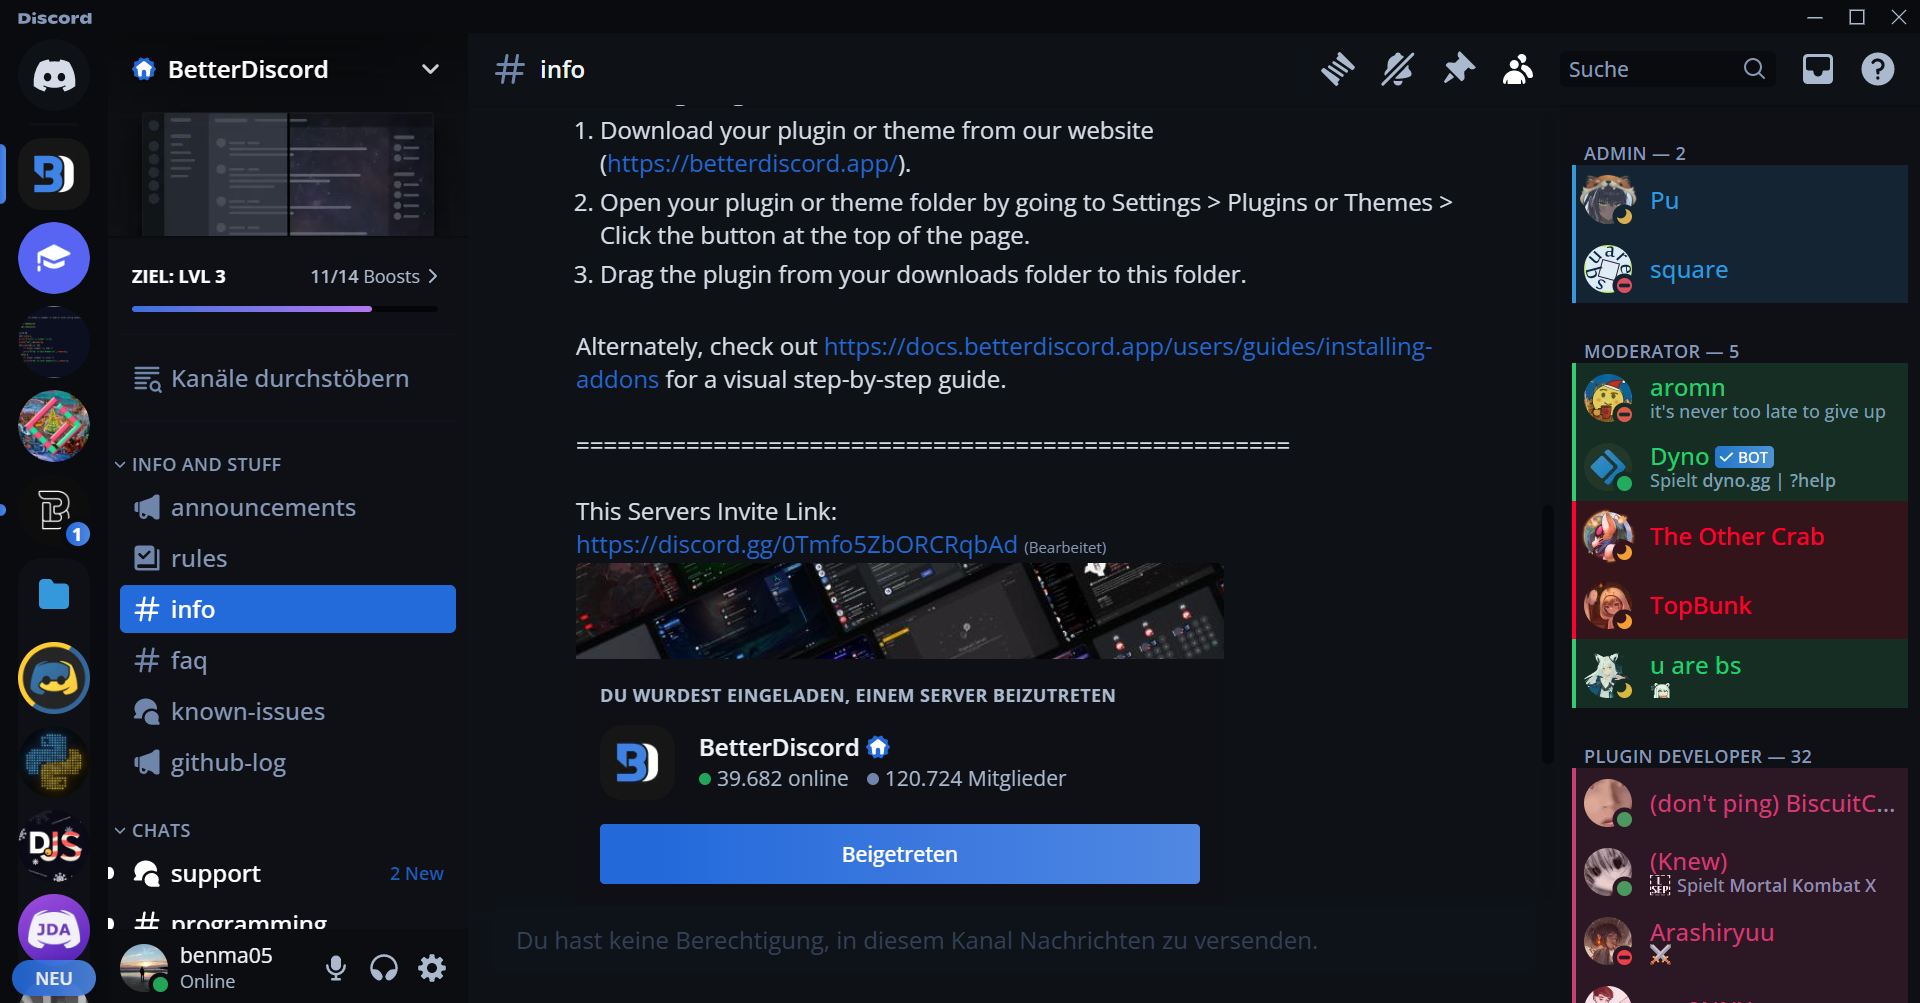 Discord
BetterDiscord
ZIEL: LVL 3
11/14 Boosts
Kanäle durchstöbern
INFO AND STUFF
announcements
rules
info
faq
known-issues
github-log
CHATS
support
2 New
programming
1
DJS
JDA
NEU
benma05
Online
info
Suche
1. Download your plugin or theme from our website
(https://betterdiscord.app/).
2. Open your plugin or theme folder by going to Settings > Plugins or Themes >
Click the button at the top of the page.
3. Drag the plugin from your downloads folder to this folder.
Alternately, check out https://docs.betterdiscord.app/users/guides/installing-
addons for a visual step-by-step guide.
====================================================
This Servers Invite Link:
https://discord.gg/0Tmfo5ZbORCRqbAd (Bearbeitet)
DU WURDEST EINGELADEN, EINEM SERVER BEIZUTRETEN
BetterDiscord
39.682 online
120.724 Mitglieder
Beigetreten
Du hast keine Berechtigung, in diesem Kanal Nachrichten zu versenden.
ADMIN — 2
Pu
square
MODERATOR — 5
aromn
it's never too late to give up
Dyno BOT
Spielt dyno.gg | ?help
The Other Crab
TopBunk
u are bs
PLUGIN DEVELOPER — 32
(don't ping) BiscuitC...
(Knew)
Spielt Mortal Kombat X
Arashiryuu